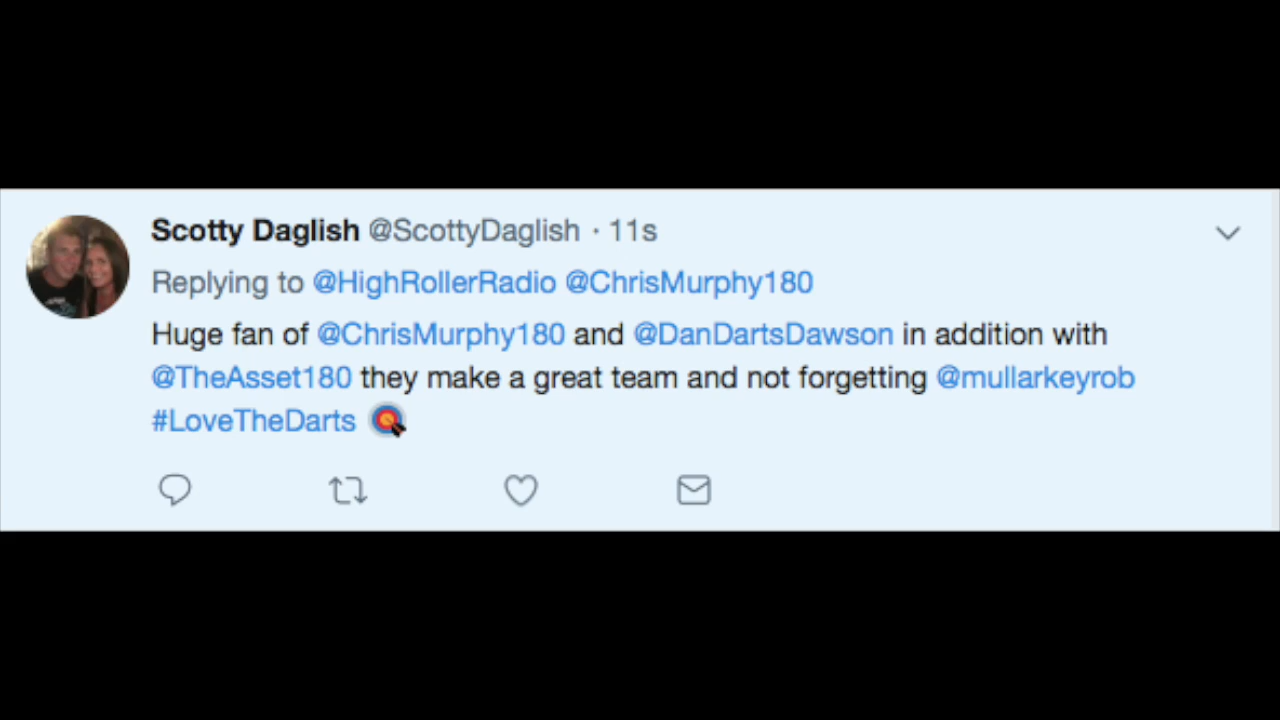 Scotty Daglish @ScottyDaglish · 11s
Replying to @HighRollerRadio @ChrisMurphy180
Huge fan of @ChrisMurphy180 and @DanDartsDawson in addition with
@TheAsset180 they make a great team and not forgetting @mullarkeyrob
#LoveTheDarts 🎯